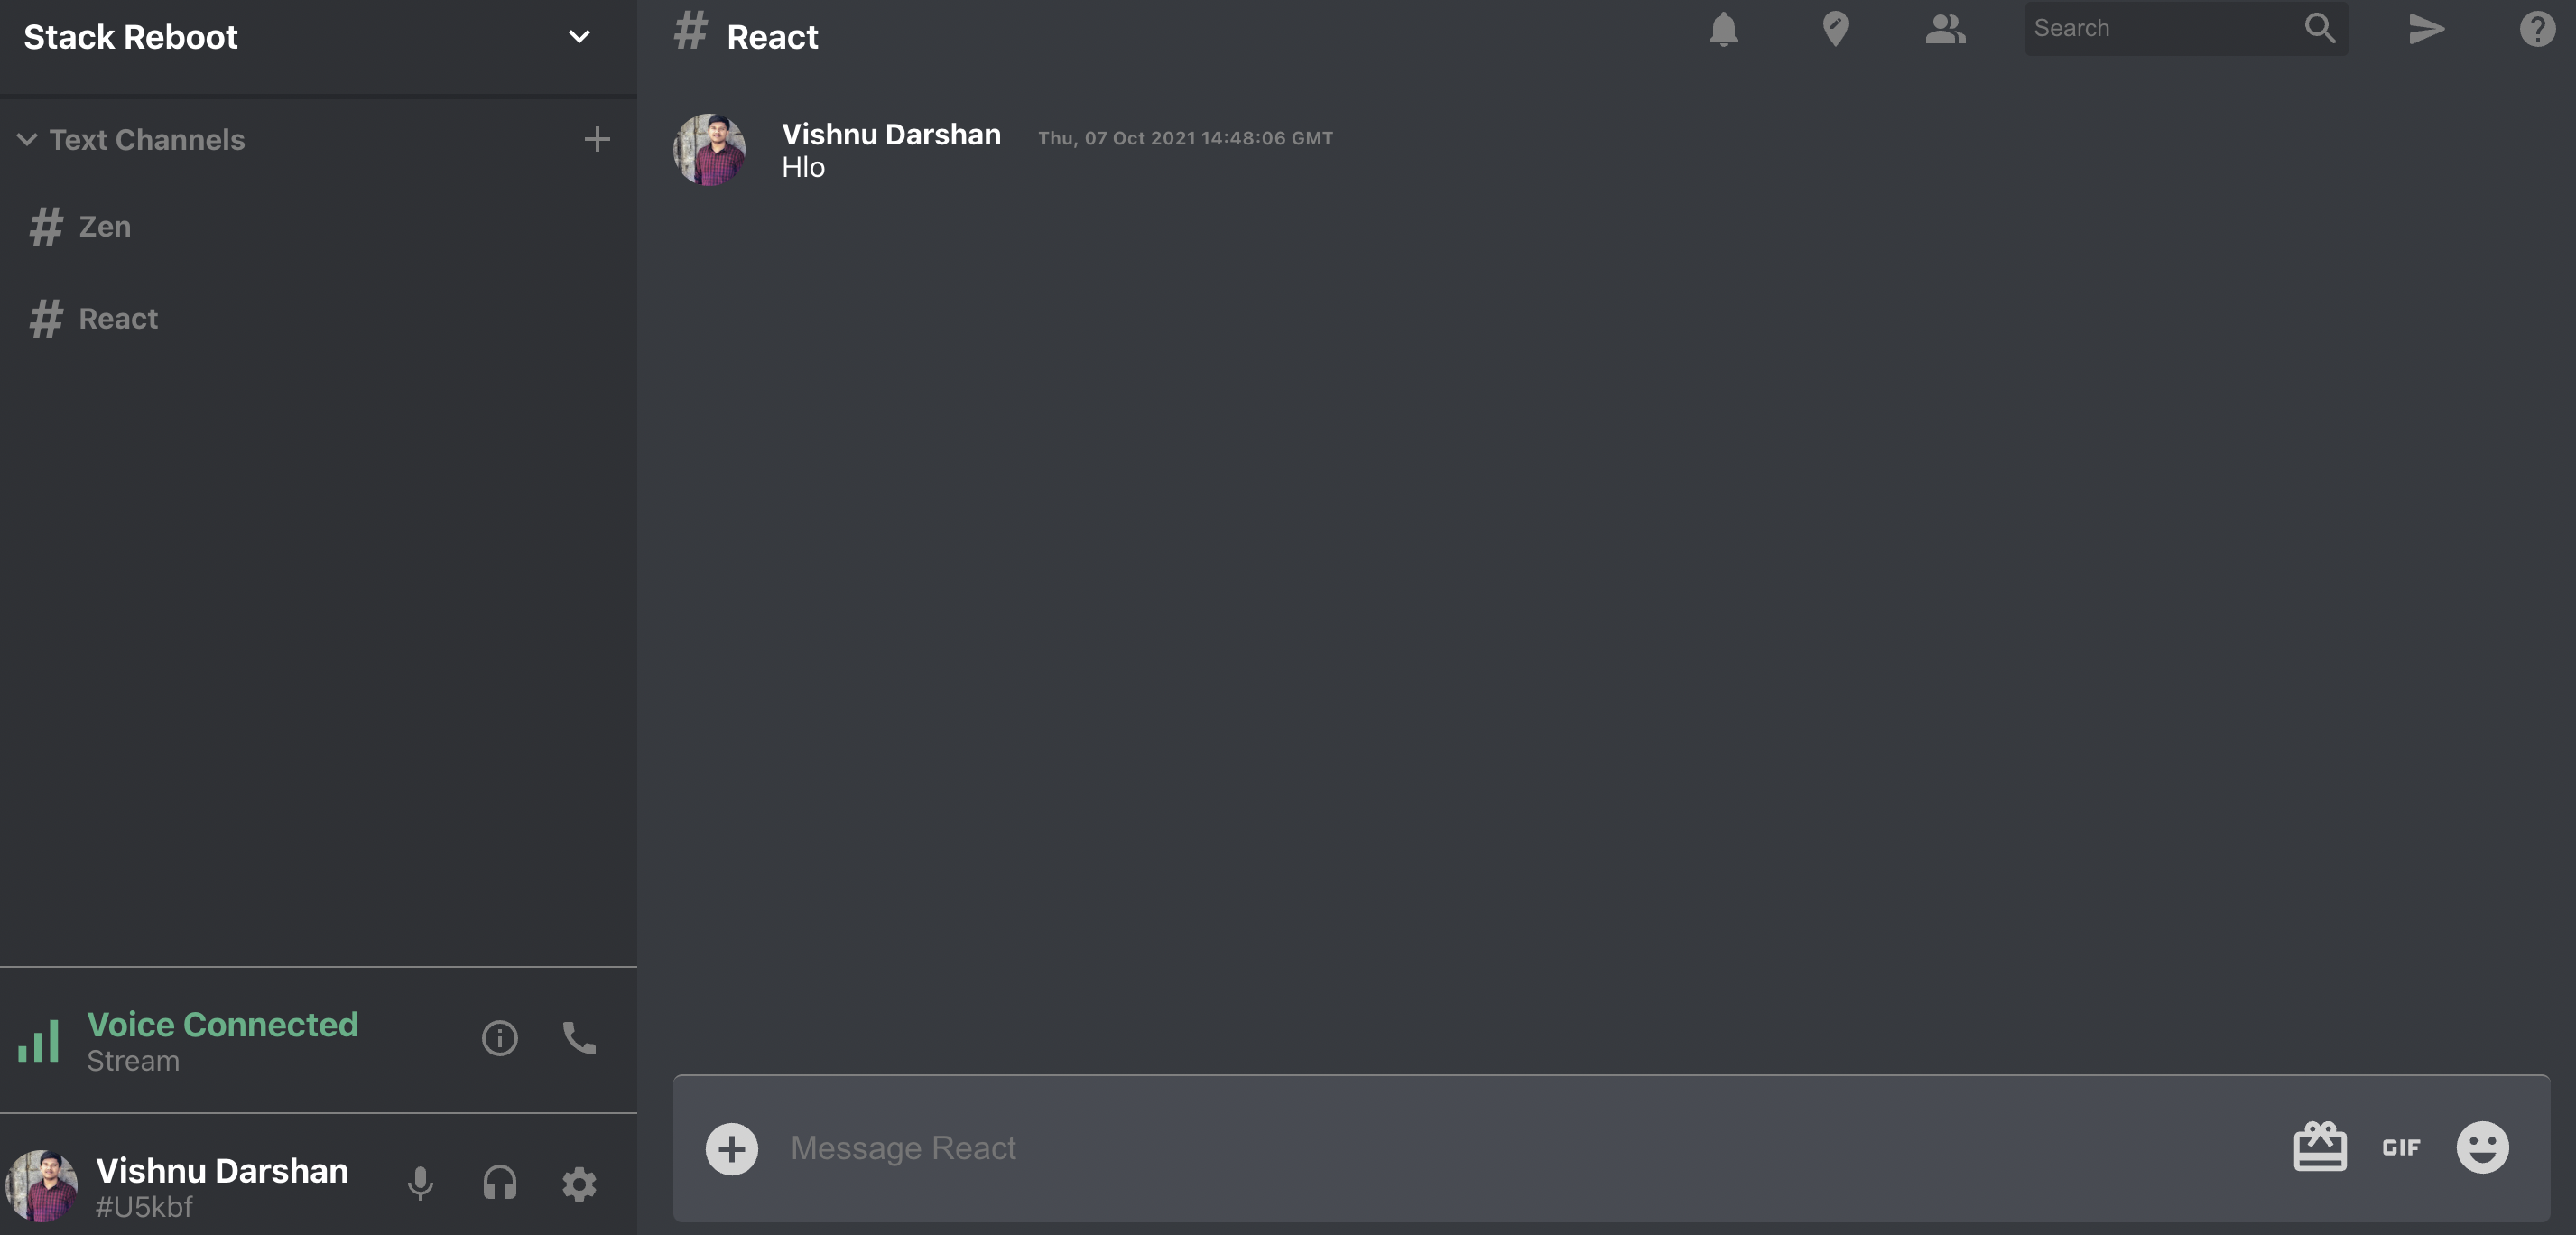 Stack Reboot
Text Channels
# Zen
# React
Voice Connected
Stream
Vishnu Darshan
#U5kbf
# React
Search
Vishnu Darshan Thu, 07 Oct 2021 14:48:06 GMT
Hlo
Message React
GIF